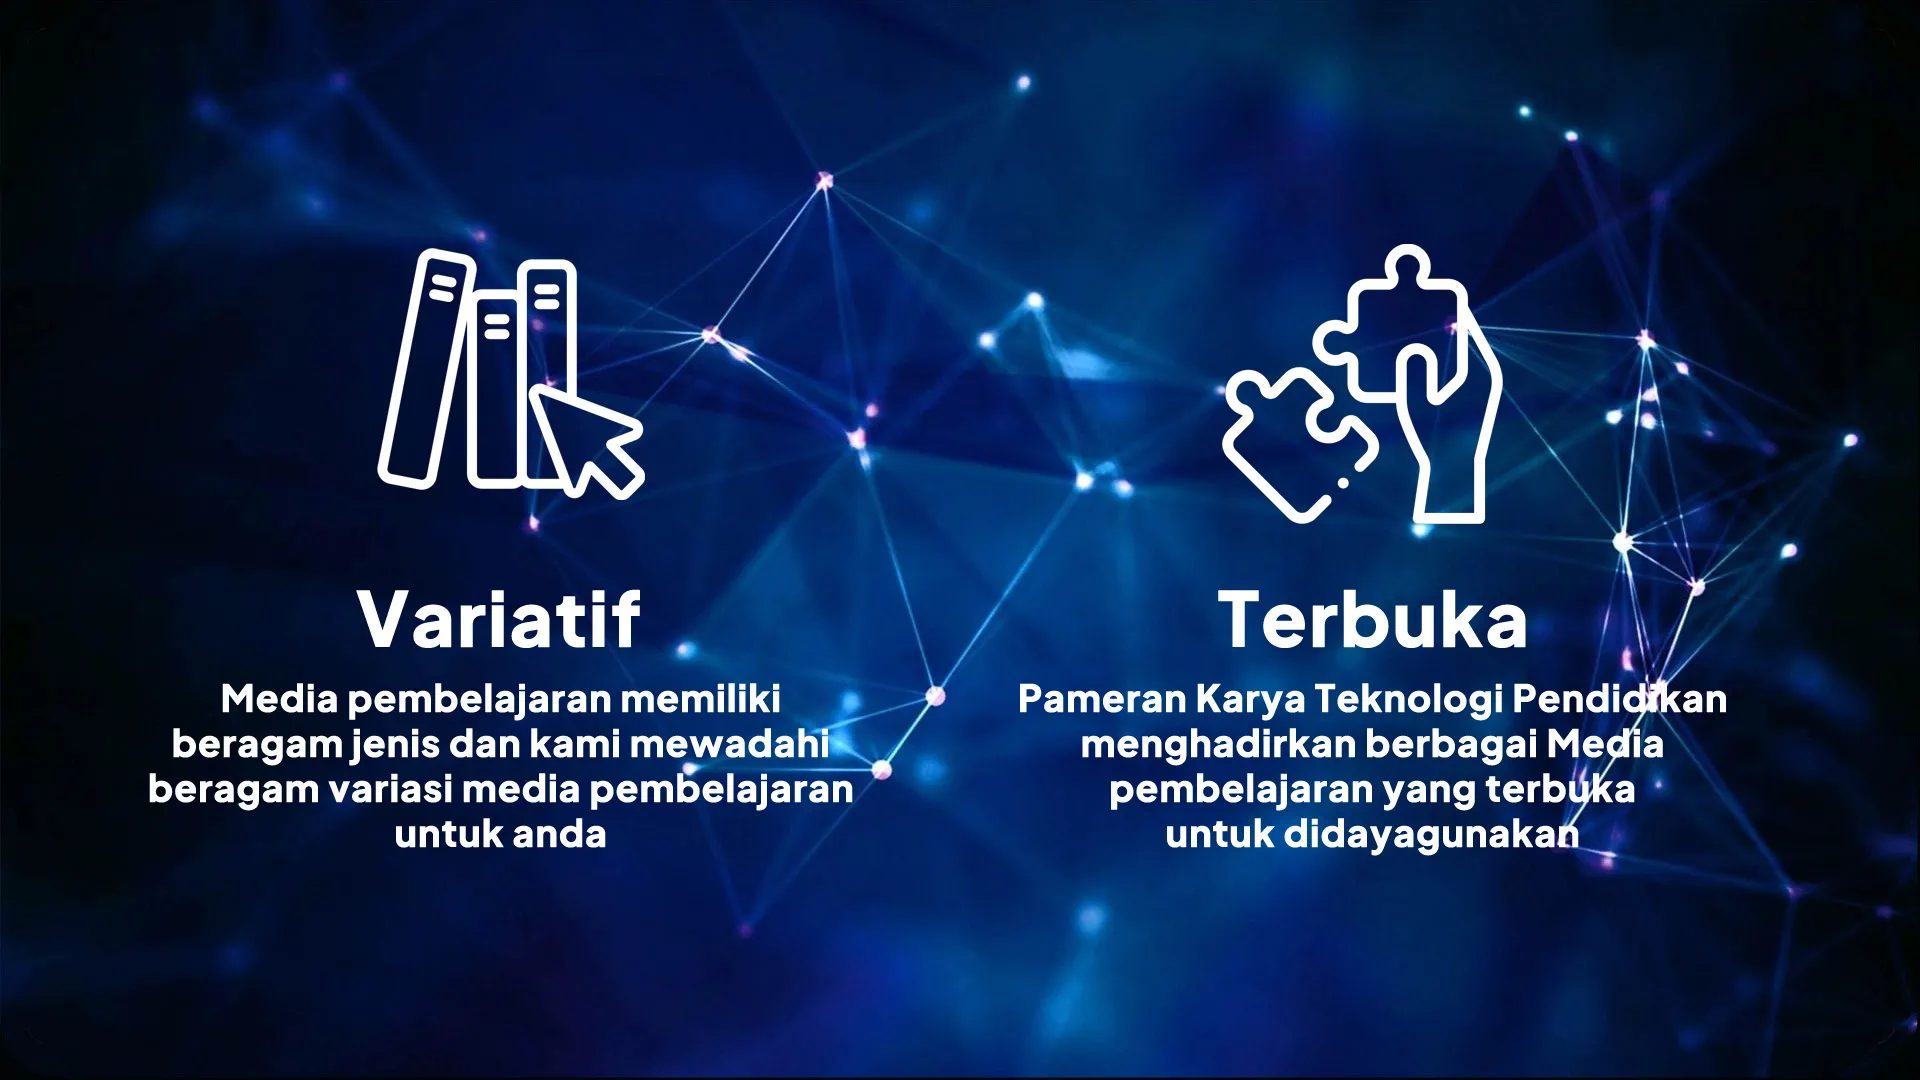 Variatif
Media pembelajaran memiliki
beragam jenis dan kami mewadahi
beragam variasi media pembelajaran
untuk anda
Terbuka
Pameran Karya Teknologi Pendidikan
menghadirkan berbagai Media
pembelajaran yang terbuka
untuk didayagunakan